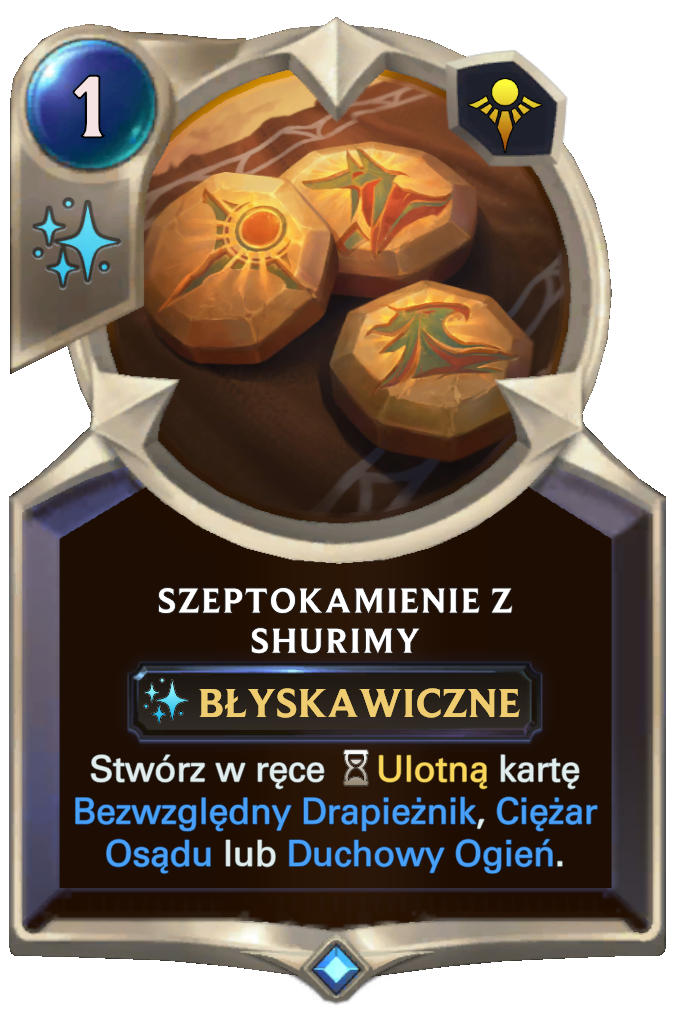 1
SZEPTOKAMIENIE Z
SHURIMY
BŁYSKAWICZNE
Stwórz w ręce Ulotną kartę
Bezwzględny Drapieżnik, Ciężar
Osądu lub Duchowy Ogień.